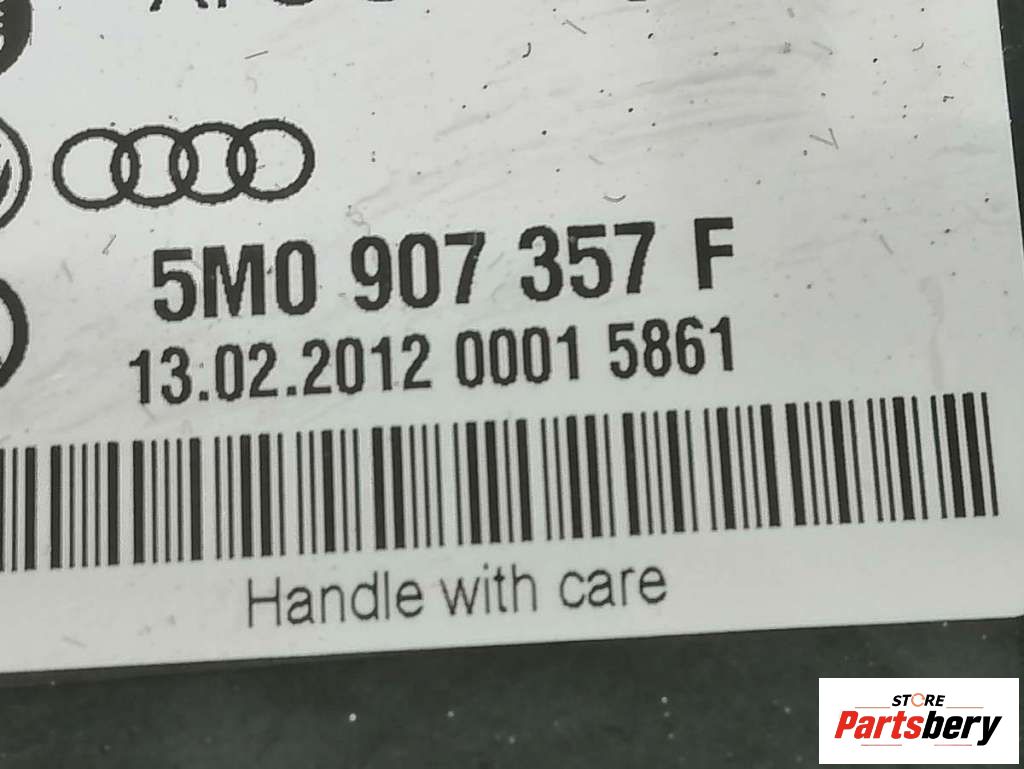 5M0 907 357 F
13.02.2012 0001 5861
Handle with care
STORE
Partsbery